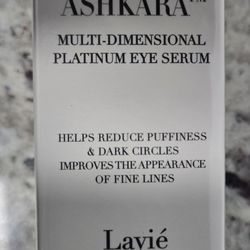 ASHKARA™
MULTI-DIMENSIONAL
PLATINUM EYE SERUM
HELPS REDUCE PUFFINESS
& DARK CIRCLES
IMPROVES THE APPEARANCE
OF FINE LINES
Lavié